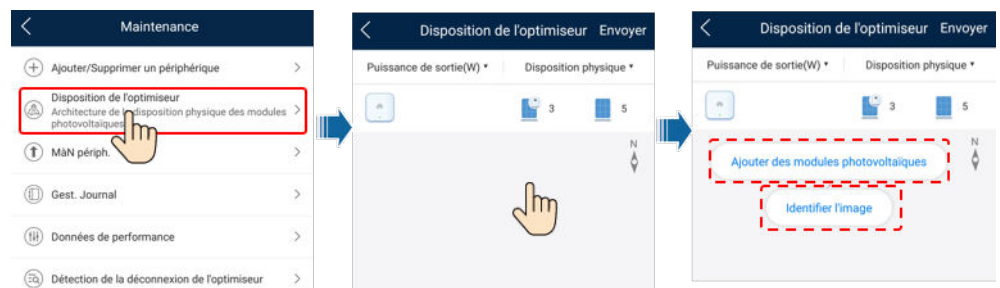 Maintenance
Ajouter/Supprimer un périphérique
Disposition de l'optimiseur
Architecture de la disposition physique des modules
photovoltaïques
MàN périph.
Gest. Journal
Données de performance
Détection de la déconnexion de l'optimiseur
Disposition de l'optimiseur Envoyer
Puissance de sortie(W) Disposition physique
3 5
N
Disposition de l'optimiseur Envoyer
Puissance de sortie(W) Disposition physique
3 5
N
Ajouter des modules photovoltaïques
Identifier l'image